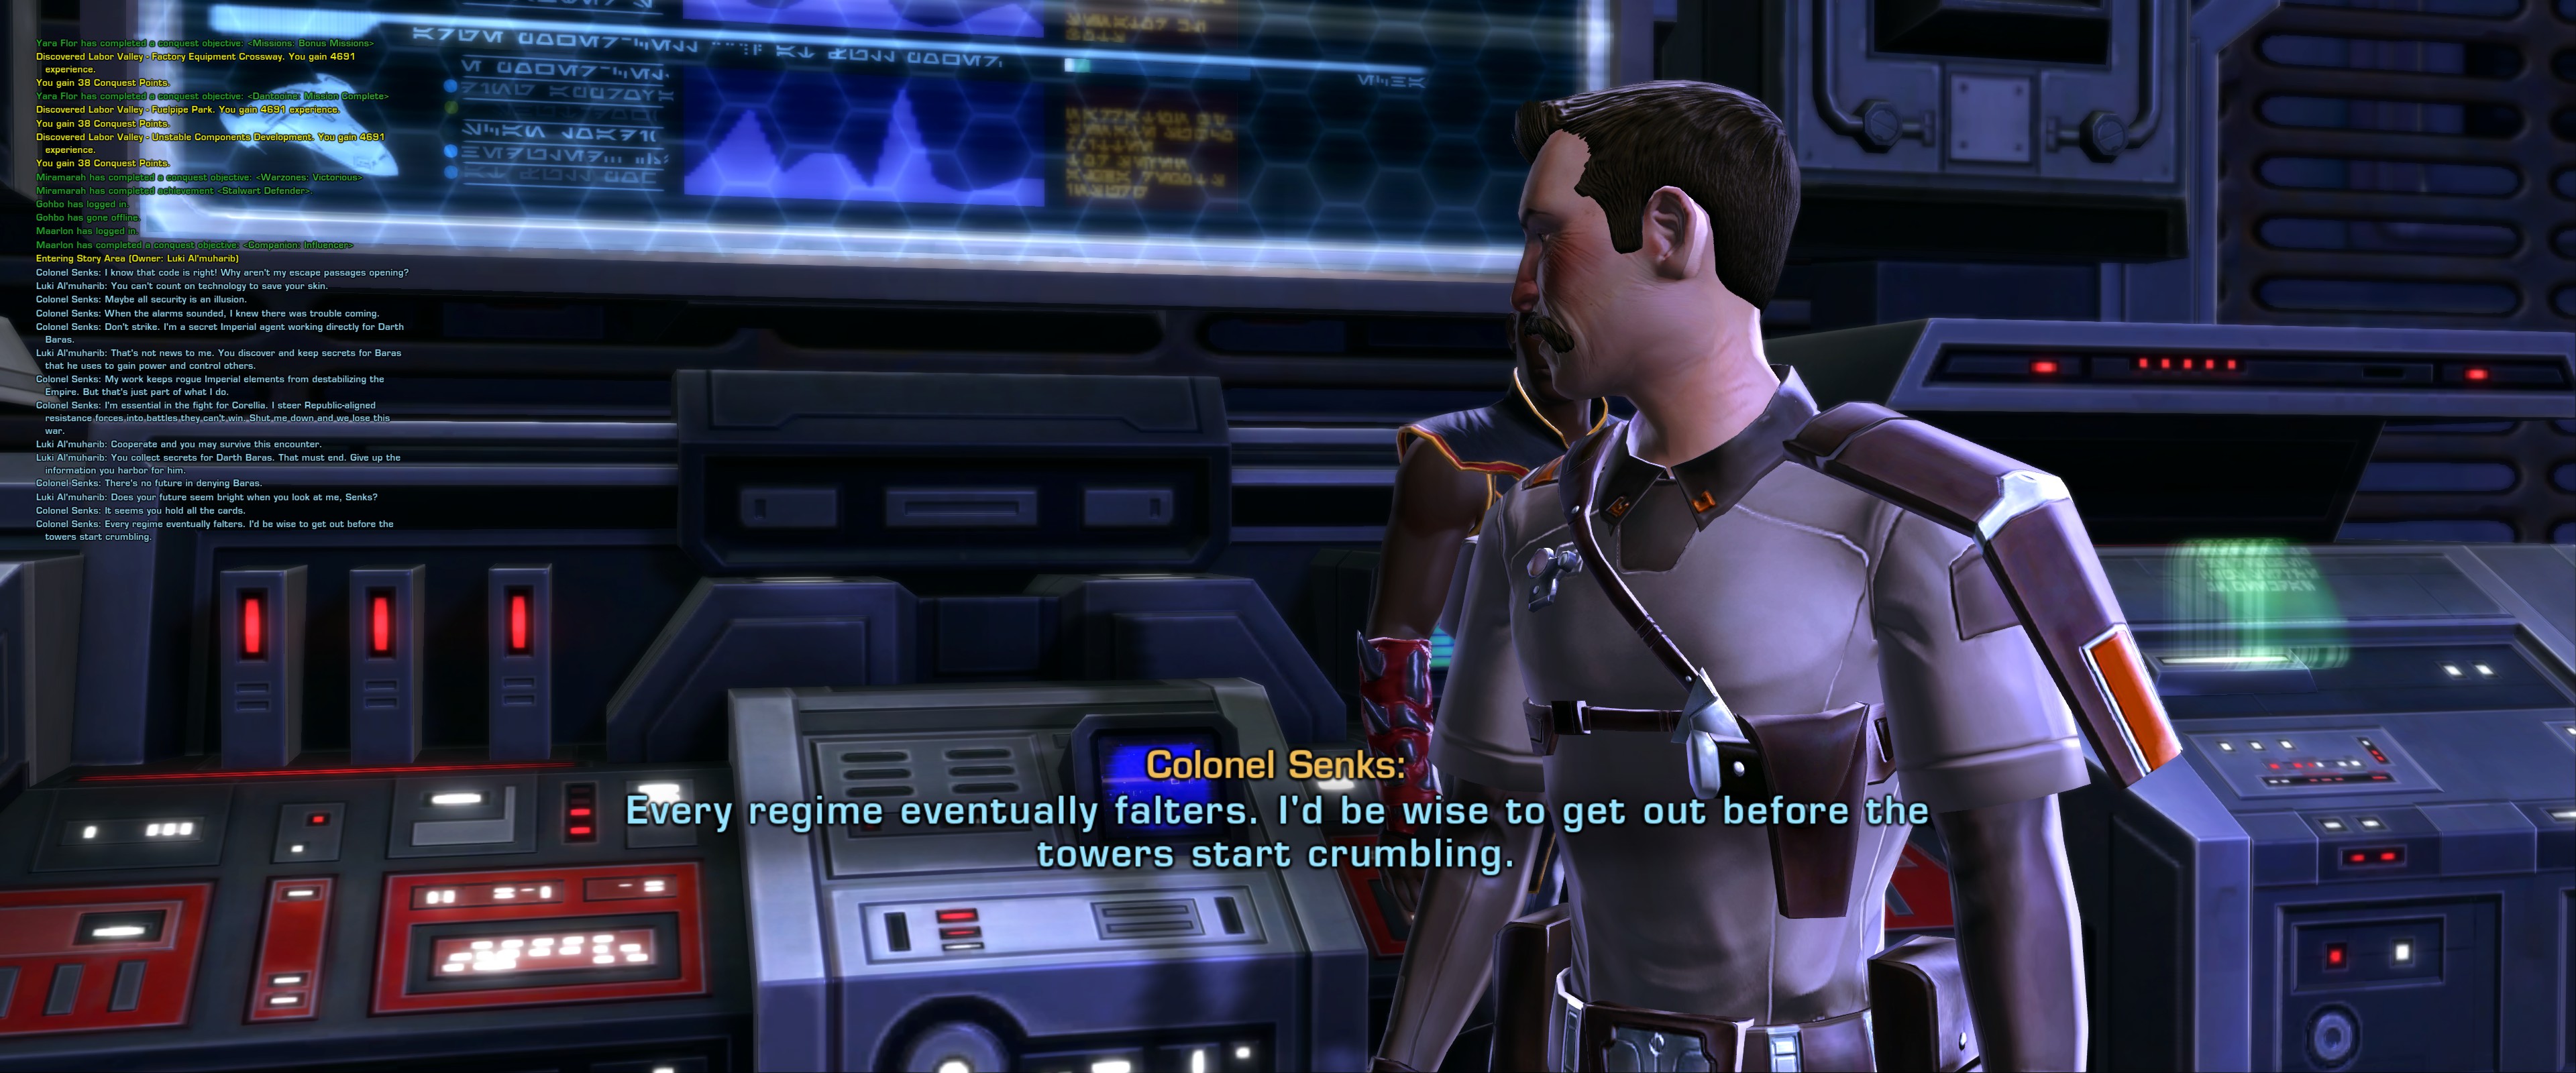 Yara Flor has completed a conquest objective: <Missions: Bonus Missions>
Discovered Labor Valley - Factory Equipment Crossway. You gain 4691
experience.
You gain 38 Conquest Points.
Yara Flor has completed a conquest objective: <Dantooine: Mission Complete>
Discovered Labor Valley - Fuelpipe Park. You gain 4691 experience.
You gain 38 Conquest Points.
Discovered Labor Valley - Unstable Components Development. You gain 4691
experience.
You gain 38 Conquest Points.
Miramarah has completed a conquest objective: <Warzones: Victorious>
Miramarah has completed achievement <Stalwart Defender>.
Gohbo has logged in.
Gohbo has gone offline.
Maarlon has logged in.
Maarlon has completed a conquest objective: <Companion: Influencer>
Entering Story Area (Owner: Luki Al'muharib)
Colonel Senks: I know that code is right! Why aren't my escape passages opening?
Luki Al'muharib: You can't count on technology to save your skin.
Colonel Senks: Maybe all security is an illusion.
Colonel Senks: When the alarms sounded, I knew there was trouble coming.
Colonel Senks: Don't strike. I'm a secret Imperial agent working directly for Darth
Baras.
Luki Al'muharib: That's not news to me. You discover and keep secrets for Baras
that he uses to gain power and control others.
Colonel Senks: My work keeps rogue Imperial elements from destabilizing the
Empire. But that's just part of what I do.
Colonel Senks: I'm essential in the fight for Corellia. I steer Republic-aligned
resistance forces into battles they can't win. Shut me down and we lose this
war.
Luki Al'muharib: Cooperate and you may survive this encounter.
Luki Al'muharib: You collect secrets for Darth Baras. That must end. Give up the
information you harbor for him.
Colonel Senks: There's no future in denying Baras.
Luki Al'muharib: Does your future seem bright when you look at me, Senks?
Colonel Senks: It seems you hold all the cards.
Colonel Senks: Every regime eventually falters. I'd be wise to get out before the
towers start crumbling.
Colonel Senks:
Every regime eventually falters. I'd be wise to get out before the
towers start crumbling.